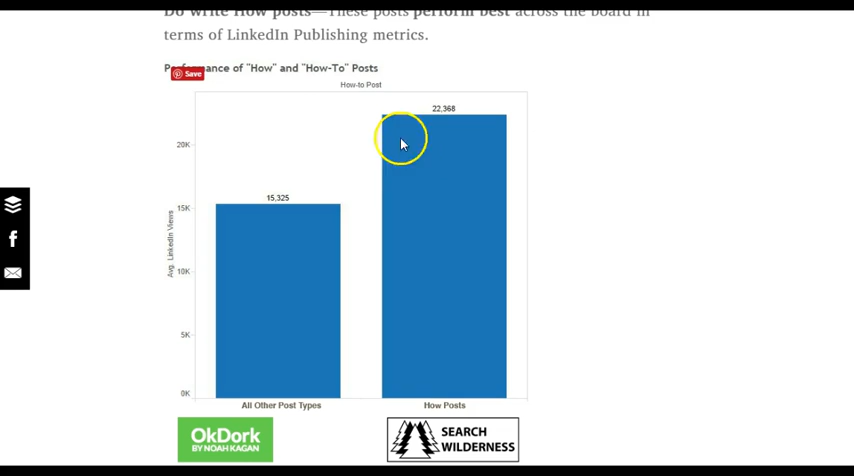 Do write How posts—These posts perform best across the board in
terms of LinkedIn Publishing metrics.
Performance of "How" and "How-To" Posts
Save
How-to Post
22,368
20K
15,325
15K
Avg. LinkedIn Views
10K
5K
0K
All Other Post Types
How Posts
OkDork
BY NOAH KAGAN
SEARCH
WILDERNESS